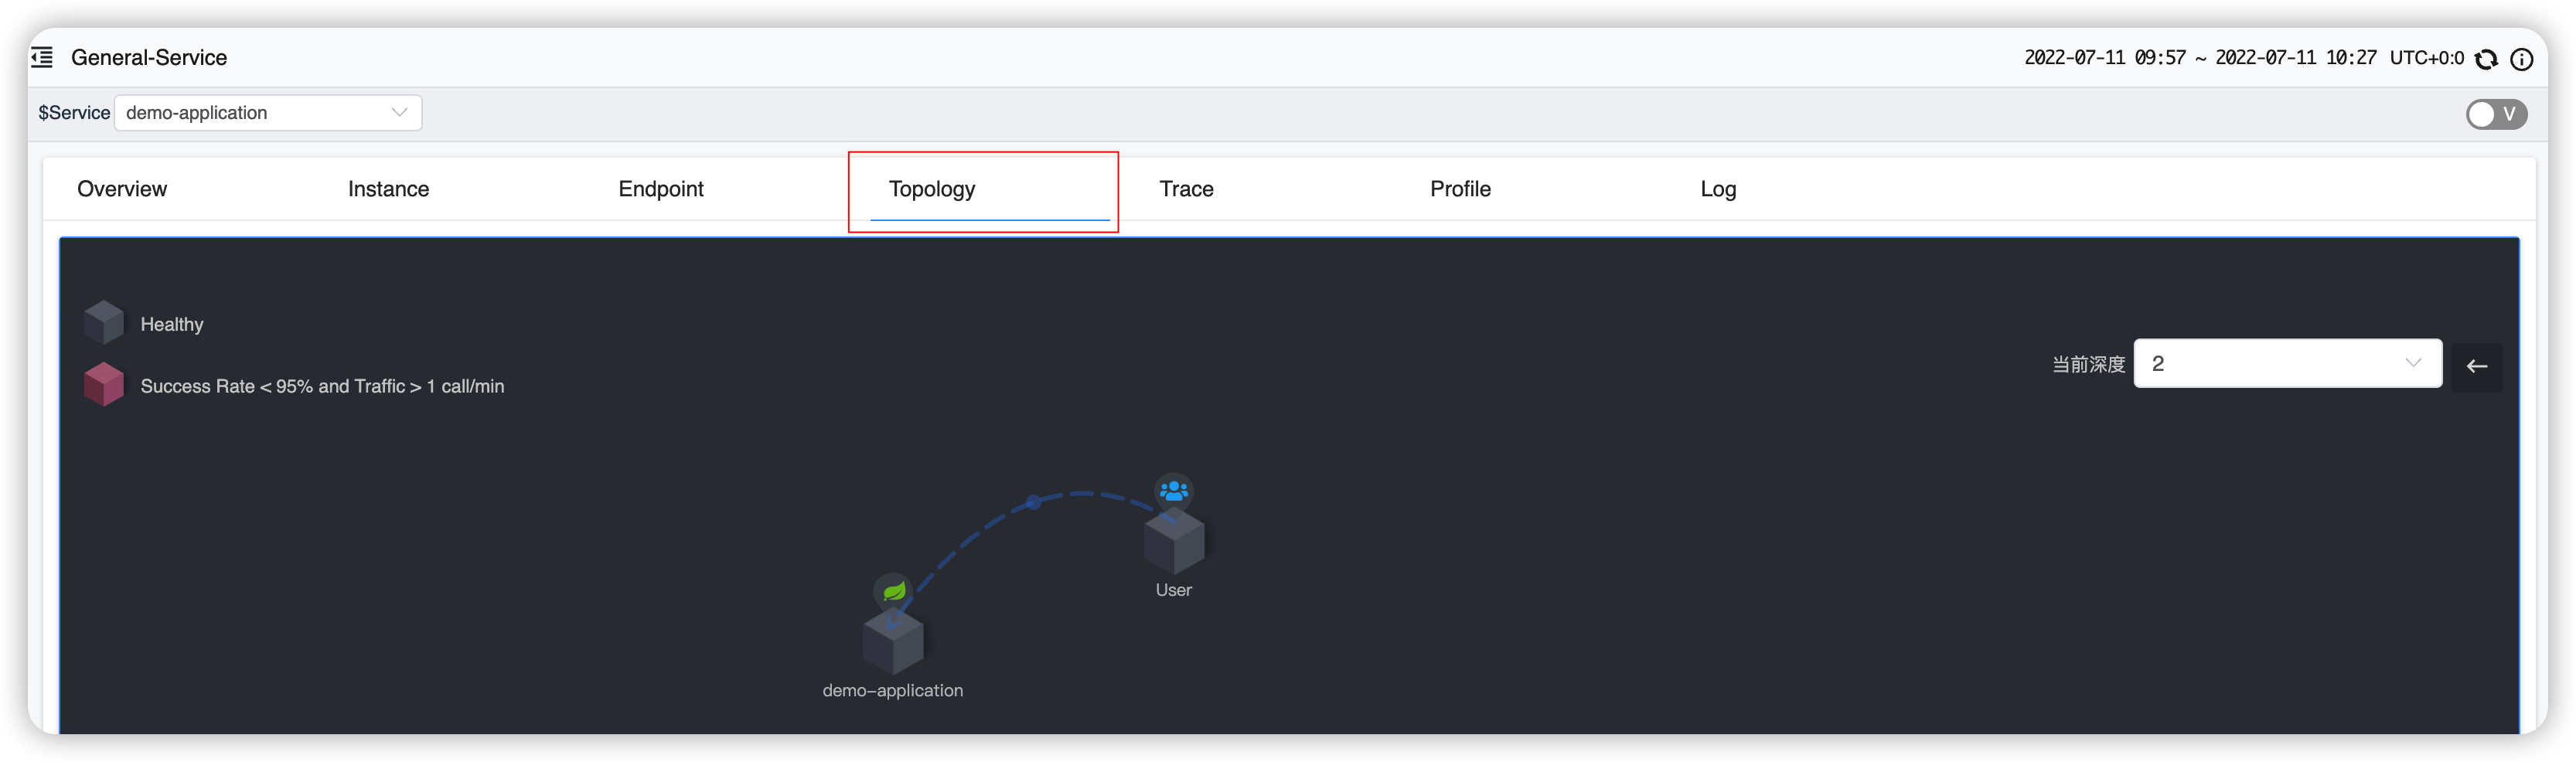 General-Service
2022-07-11 09:57 ~ 2022-07-11 10:27 UTC+0:0
$Service demo-application
V
Overview Instance Endpoint Topology Trace Profile Log
Healthy
当前深度 2
Success Rate < 95% and Traffic > 1 call/min
User
demo-application